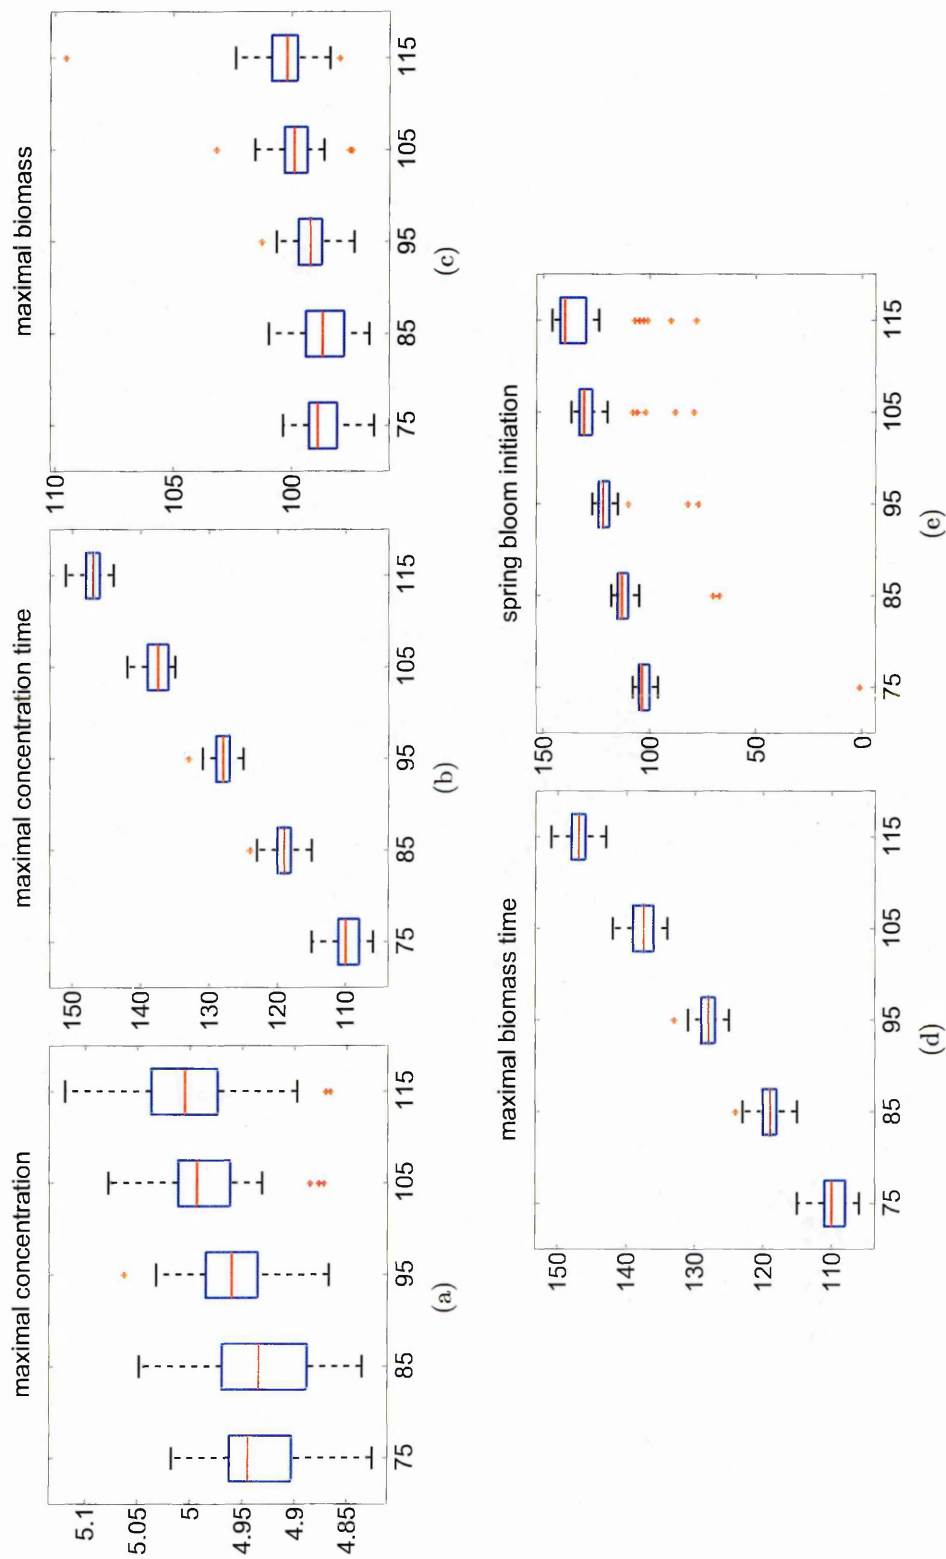 maximal concentration
5.1
5.05
5
4.95
4.9
4.85
75 85 95 105 115
(a)
maximal concentration time
150
140
130
120
110
75 85 95 105 115
(b)
maximal biomass
110
105
100
75 85 95 105 115
(c)
maximal biomass time
150
140
130
120
110
75 85 95 105 115
(d)
spring bloom initiation
150
100
50
0
75 85 95 105 115
(e)